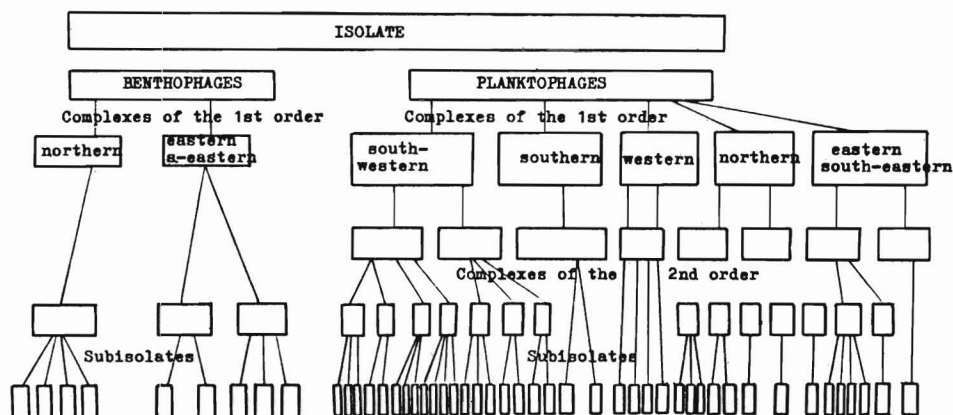 ISOLATE
BENTHOPHAGES
PLANKTOPHAGES
Complexes of the 1st order
Complexes of the 1st order
northern
eastern
s-eastern
south-
western
southern
western
northern
eastern
south-eastern
Complexes of the 2nd order
Subisolates
Subisolates